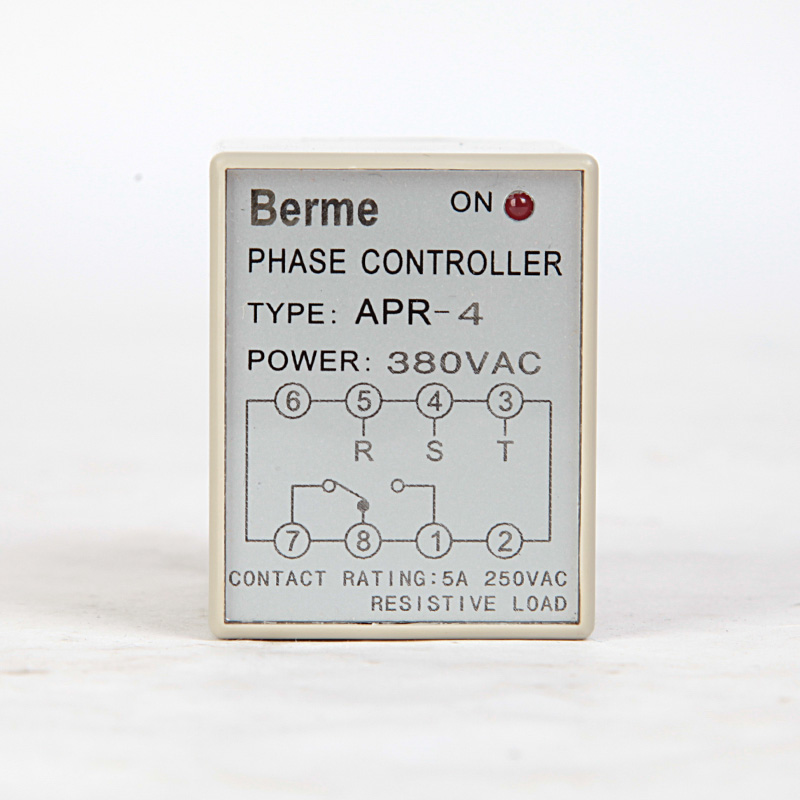 Berme ON
PHASE CONTROLLER
TYPE: APR-4
POWER: 380VAC
6 5 4 3
R S T
7 8 1 2
CONTACT RATING:5A 250VAC
RESISTIVE LOAD